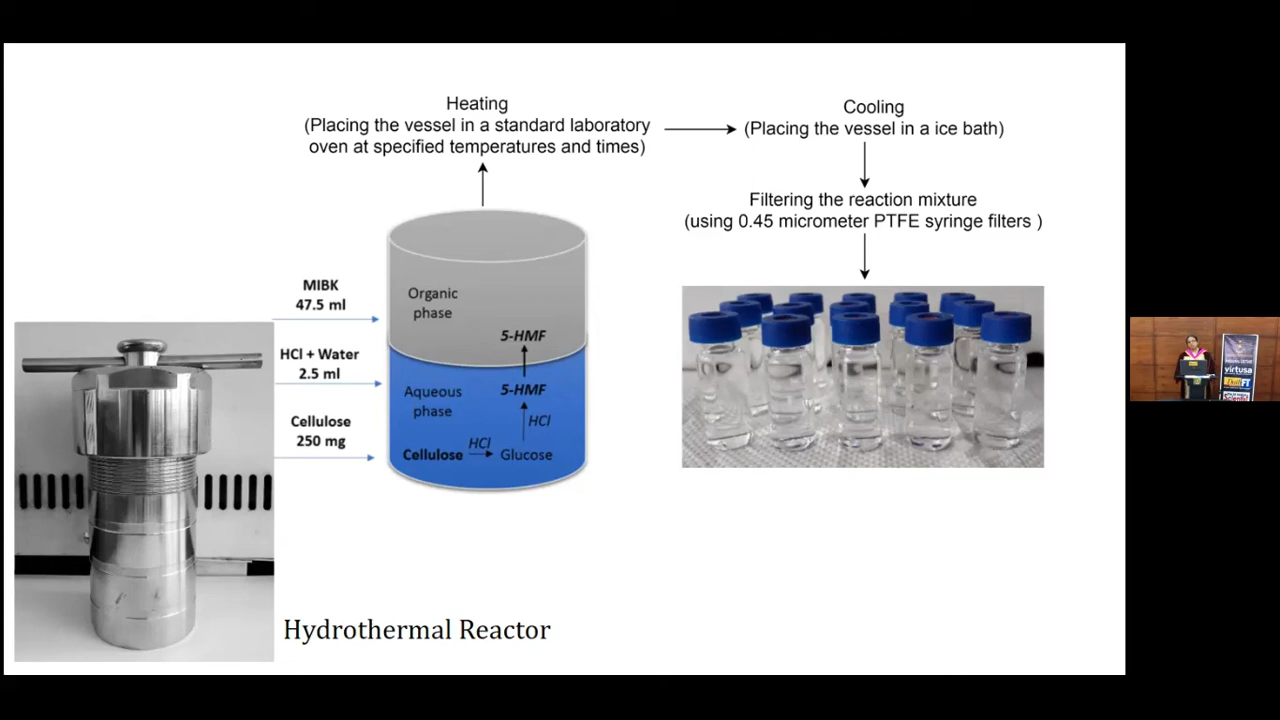 Heating
(Placing the vessel in a standard laboratory
oven at specified temperatures and times)
Cooling
(Placing the vessel in a ice bath)
Filtering the reaction mixture
(using 0.45 micrometer PTFE syringe filters )
MIBK
47.5 ml
HCl + Water
2.5 ml
Cellulose
250 mg
Organic
phase
5-HMF
Aqueous
phase
5-HMF
HCl
Cellulose
HCl
Glucose
Hydrothermal Reactor
virtusa